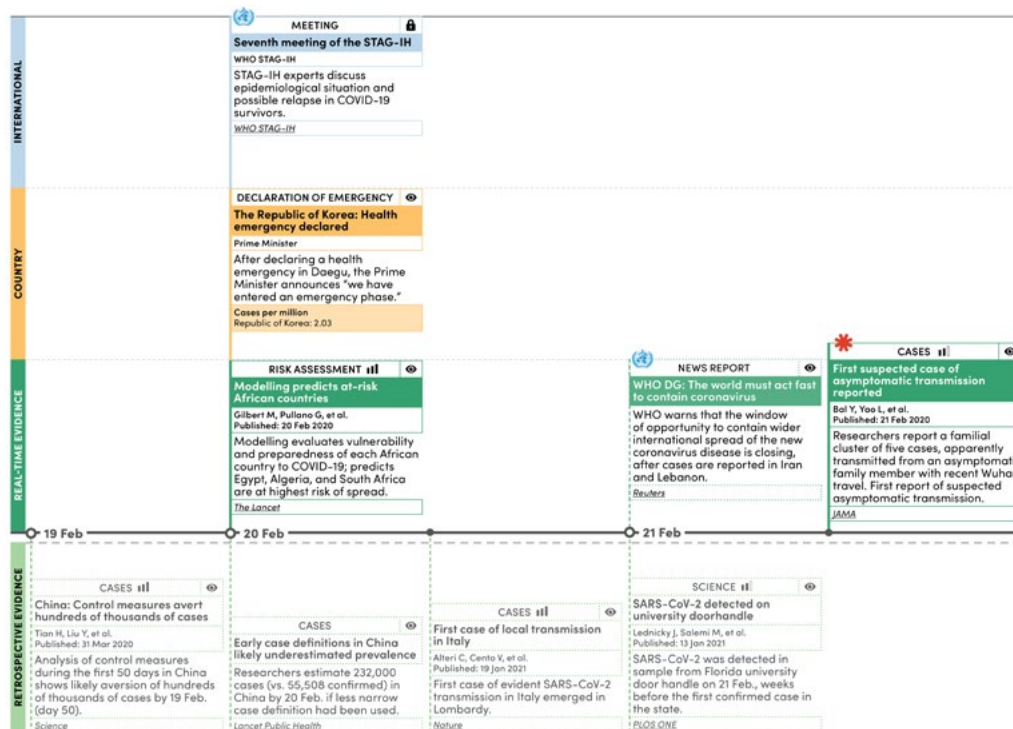 INTERNATIONAL
MEETING
Seventh meeting of the STAG-IH
WHO STAG-IH
STAG-IH experts discuss
epidemiological situation and
possible relapse in COVID-19
survivors.
WHO STAG-IH
COUNTRY
DECLARATION OF EMERGENCY
The Republic of Korea: Health
emergency declared
Prime Minister
After declaring a health
emergency in Daegu, the Prime
Minister announces “we have
entered an emergency phase.”
Cases per million
Republic of Korea: 2.03
REAL-TIME EVIDENCE
RISK ASSESSMENT
Modelling predicts at-risk
African countries
Gilbert M, Pullano G, et al.
Published: 20 Feb 2020
Modelling evaluates vulnerability
and preparedness of each African
country to COVID-19; predicts
Egypt, Algeria, and South Africa
are at highest risk of spread.
The Lancet
NEWS REPORT
WHO DG: The world must act fast
to contain coronavirus
WHO warns that the window
of opportunity to contain wider
international spread of the new
coronavirus disease is closing,
after cases are reported in Iran
and Lebanon.
Reuters
CASES
First suspected case of
asymptomatic transmission
reported
Bal Y, Yao L, et al.
Published: 21 Feb 2020
Researchers report a familial
cluster of five cases, apparently
transmitted from an asymptomati
family member with recent Wuha
travel. First report of suspected
asymptomatic transmission.
JAMA
19 Feb
20 Feb
21 Feb
RETROSPECTIVE EVIDENCE
CASES
China: Control measures avert
hundreds of thousands of cases
Tian H, Liu Y, et al.
Published: 31 Mar 2020
Analysis of control measures
during the first 50 days in China
shows likely aversion of hundreds
of thousands of cases by 19 Feb.
(day 50).
Science
CASES
Early case definitions in China
likely underestimated prevalence
Researchers estimate 232,000
cases (vs. 55,508 confirmed) in
China by 20 Feb. if less narrow
case definition had been used.
Lancet Public Health
CASES
First case of local transmission
in Italy
Alteri C, Cento V, et al.
Published: 19 Jan 2021
First case of evident SARS-CoV-2
transmission in Italy emerged in
Lombardy.
Nature
SCIENCE
SARS-CoV-2 detected on
university doorhandle
Lednicky J, Salemi M, et al.
Published: 13 Jan 2021
SARS-CoV-2 was detected in
sample from Florida university
door handle on 21 Feb., weeks
before the first confirmed case in
the state.
PLOS ONE